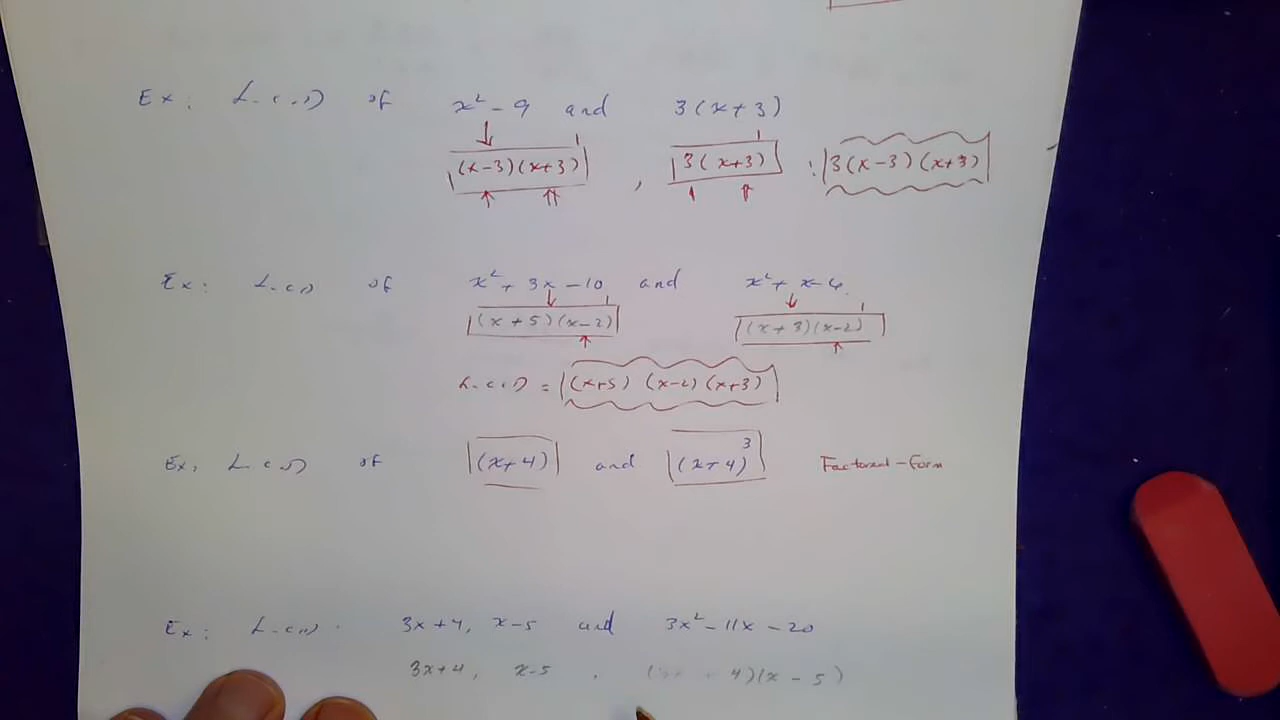 Ex: L.C.D of x² - 9 and 3(x+3)
(x-3)(x+3) , 3(x+3) : 3(x-3)(x+3)
Ex: L.C.D of x² + 3x - 10 and x² + x - 6
(x+5)(x-2) (x+3)(x-2)
L.C.D = (x+5) (x-2) (x+3)
Ex: L.C.D of (x+4) and (x+4)³ Factored-form
Ex: L.C.D. 3x+4, x-5 and 3x² - 11x - 20
3x+4, x-5 , (3x + 4)(x - 5)